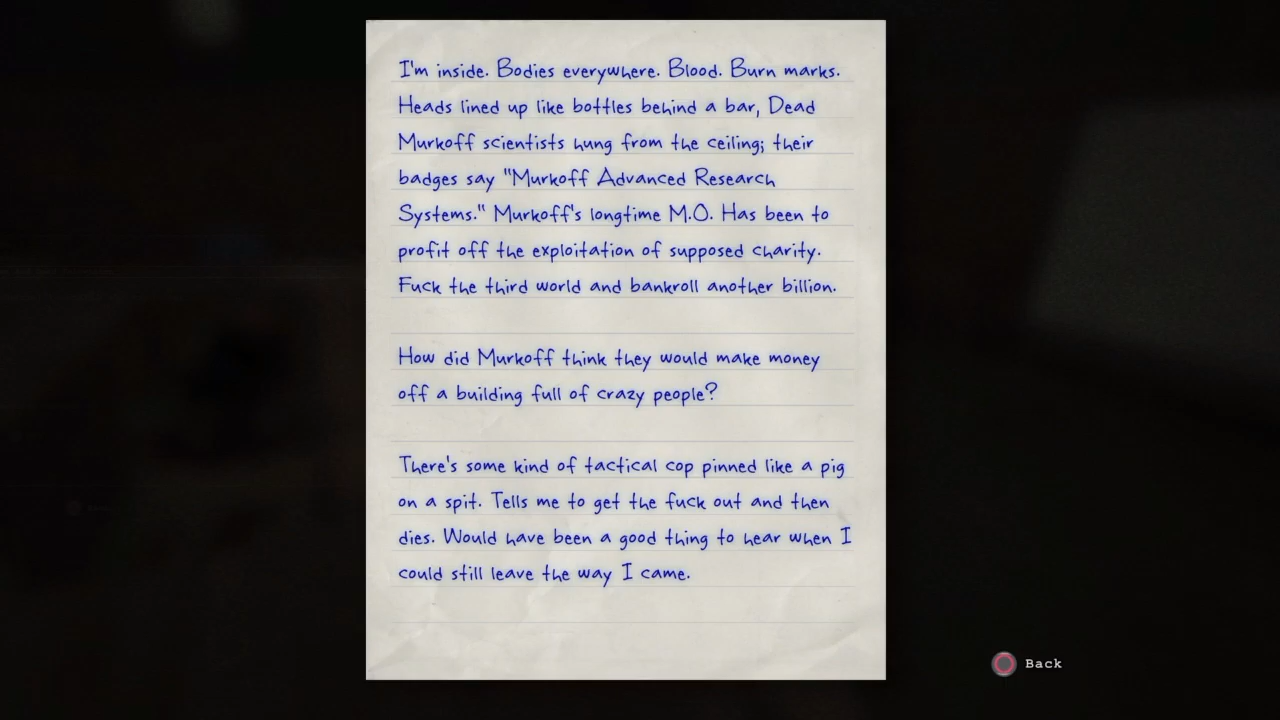 I'm inside. Bodies everywhere. Blood. Burn marks.
Heads lined up like bottles behind a bar, Dead
Murkoff scientists hung from the ceiling; their
badges say "Murkoff Advanced Research
Systems." Murkoff's longtime M.O. Has been to
profit off the exploitation of supposed charity.
Fuck the third world and bankroll another billion.
How did Murkoff think they would make money
off a building full of crazy people?
There's some kind of tactical cop pinned like a pig
on a spit. Tells me to get the fuck out and then
dies. Would have been a good thing to hear when I
could still leave the way I came.
Back